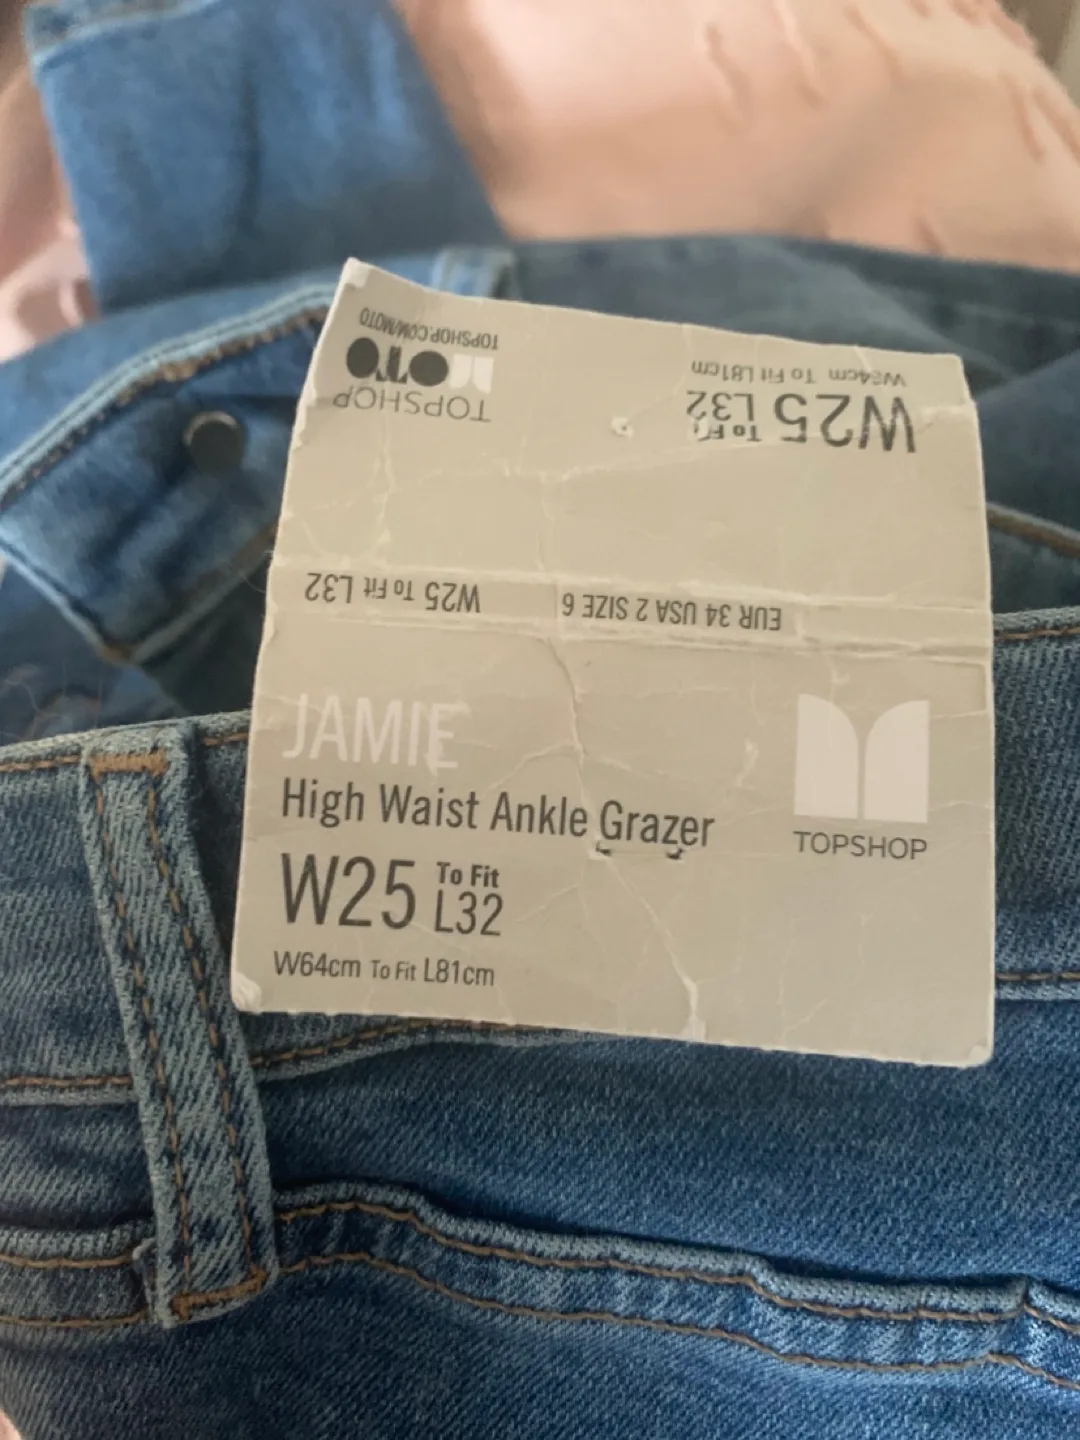 TOPSHOP.COM/MOTO
MOTO
TOPSHOP
W64cm To Fit L81cm
W25 To Fit L32
W25 To Fit L32
EUR 34 USA 2 SIZE 6
JAMIE
High Waist Ankle Grazer
W25 To Fit L32
W64cm To Fit L81cm
TOPSHOP